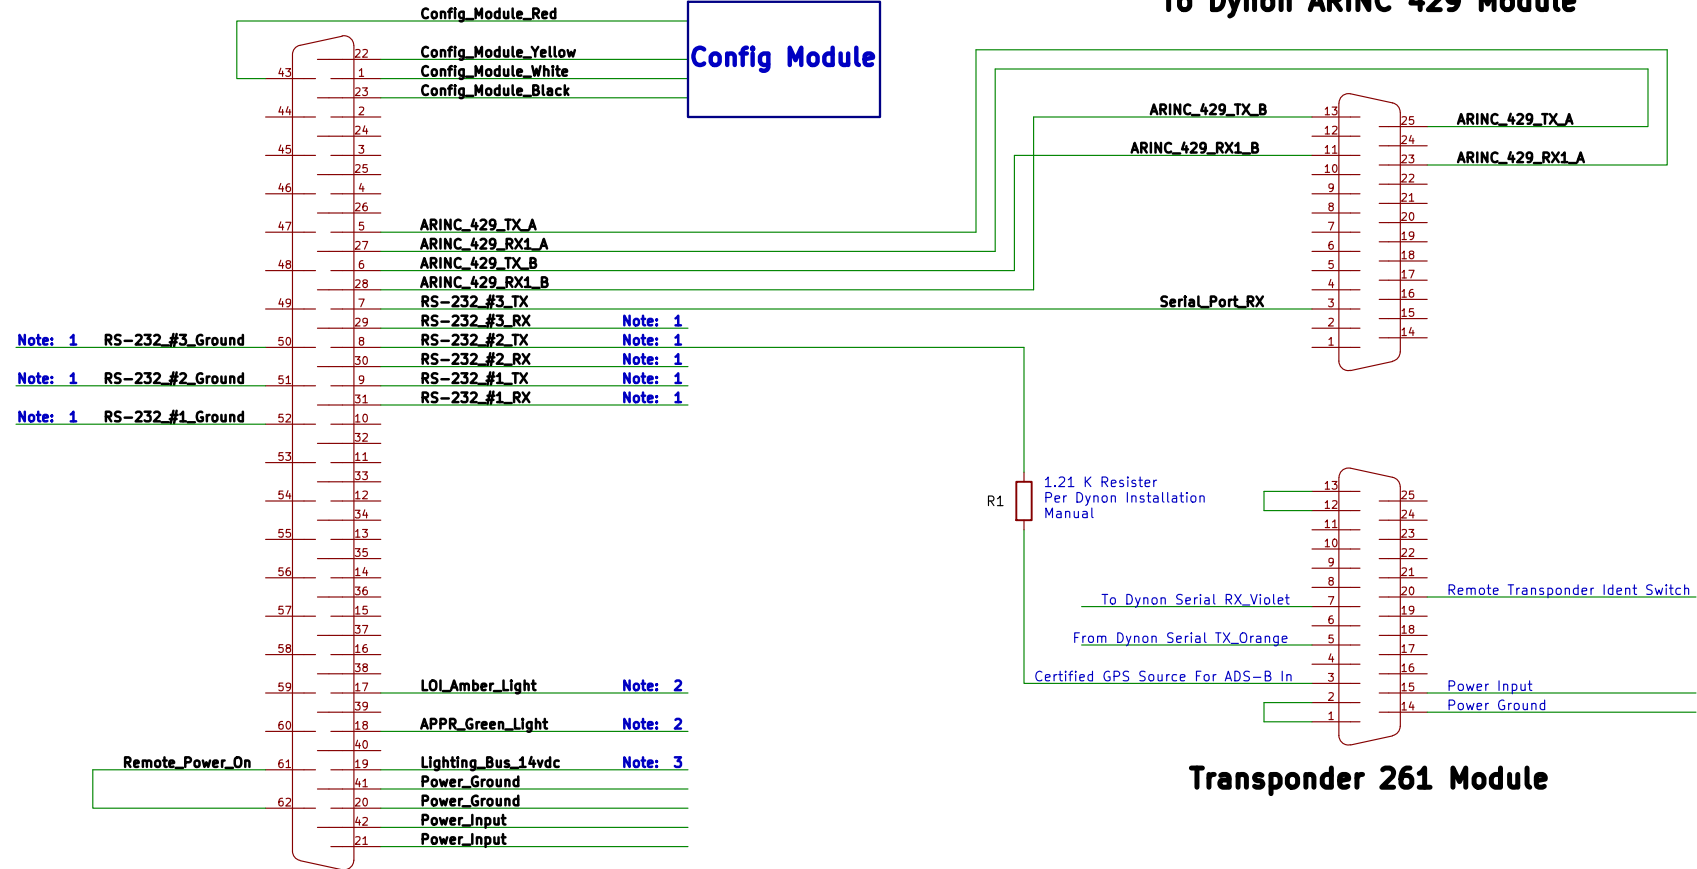 To Dynon ARINC 429 Module
Config_Module_Red
Config Module
22
Config_Module_Yellow
43
1
Config_Module_White
23
Config_Module_Black
44
2
24
45
3
25
46
4
26
47
5
ARINC_429_TX_A
27
ARINC_429_RX1_A
48
6
ARINC_429_TX_B
28
ARINC_429_RX1_B
49
7
RS-232_#3_TX
29
RS-232_#3_RX
Note: 1
Note: 1
RS-232_#3_Ground
50
8
RS-232_#2_TX
Note: 1
30
RS-232_#2_RX
Note: 1
Note: 1
RS-232_#2_Ground
51
9
RS-232_#1_TX
Note: 1
31
RS-232_#1_RX
Note: 1
Note: 1
RS-232_#1_Ground
52
10
32
53
11
33
54
12
34
55
13
35
56
14
36
57
15
37
58
16
38
59
17
LOI_Amber_Light
Note: 2
39
60
18
APPR_Green_Light
Note: 2
40
Remote_Power_On
61
19
Lighting_Bus_14vdc
Note: 3
41
Power_Ground
62
20
Power_Ground
42
Power_Input
21
Power_Input
ARINC_429_TX_B
13
25
ARINC_429_TX_A
12
24
ARINC_429_RX1_B
11
23
ARINC_429_RX1_A
10
22
9
21
8
20
7
19
6
18
5
17
4
16
Serial_Port_RX
3
15
2
14
1
R1
1.21 K Resister
Per Dynon Installation
Manual
13
25
12
24
11
23
10
22
9
21
8
20
Remote Transponder Ident Switch
To Dynon Serial RX_Violet
7
19
6
18
From Dynon Serial TX_Orange
5
17
4
16
Certified GPS Source For ADS-B In
3
15
Power Input
2
14
Power Ground
1
Transponder 261 Module